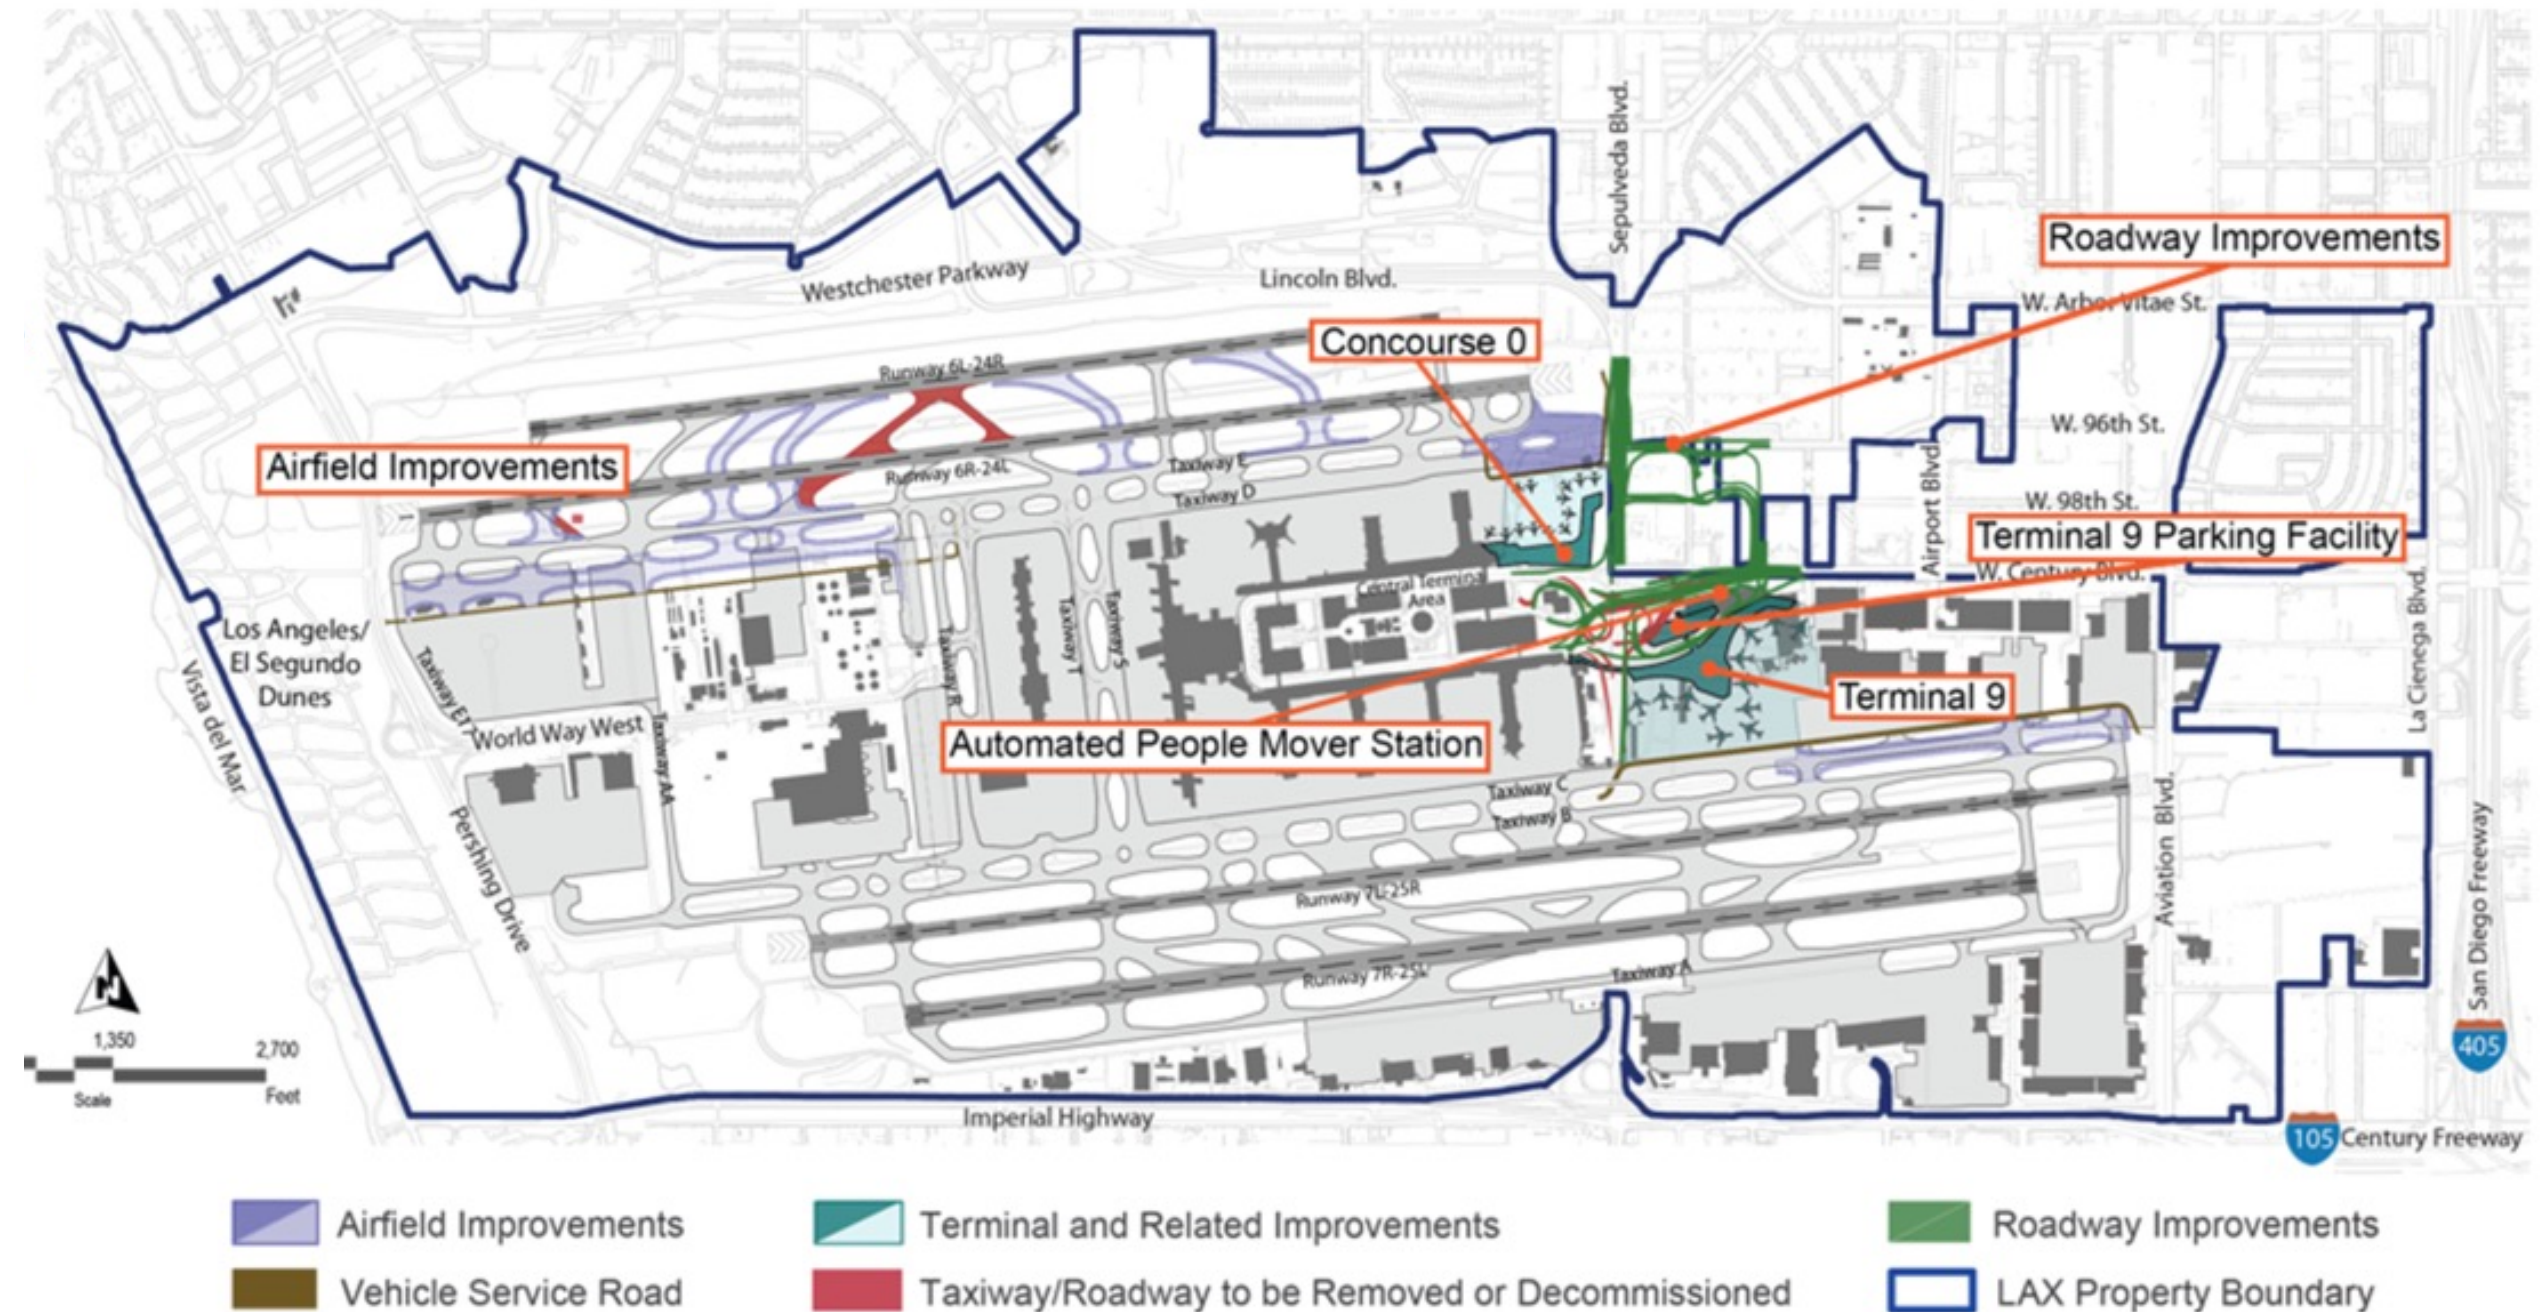 Sepulveda Blvd.
Roadway Improvements
Westchester Parkway
Lincoln Blvd.
W. Arbor Vitae St.
Concourse 0
Runway 6L-24R
W. 96th St.
Airfield Improvements
Runway 6R-24L
Taxiway E
Taxiway D
W. 98th St.
Airport Blvd.
Terminal 9 Parking Facility
W. Century Blvd.
Central Terminal
Area
Los Angeles/
El Segundo
Dunes
Vista del Mar
Taxiway E17
World Way West
Taxiway AA
Taxiway R
Taxiway T
Taxiway S
Terminal 9
Automated People Mover Station
La Cienega Blvd.
Taxiway C
Taxiway B
Pershing Drive
Runway 7L-25R
Aviation Blvd.
San Diego Freeway
Runway 7R-25L
Taxiway A
N
1,350
2,700
Scale
Feet
405
Imperial Highway
105
Century Freeway
Airfield Improvements
Terminal and Related Improvements
Roadway Improvements
Vehicle Service Road
Taxiway/Roadway to be Removed or Decommissioned
LAX Property Boundary